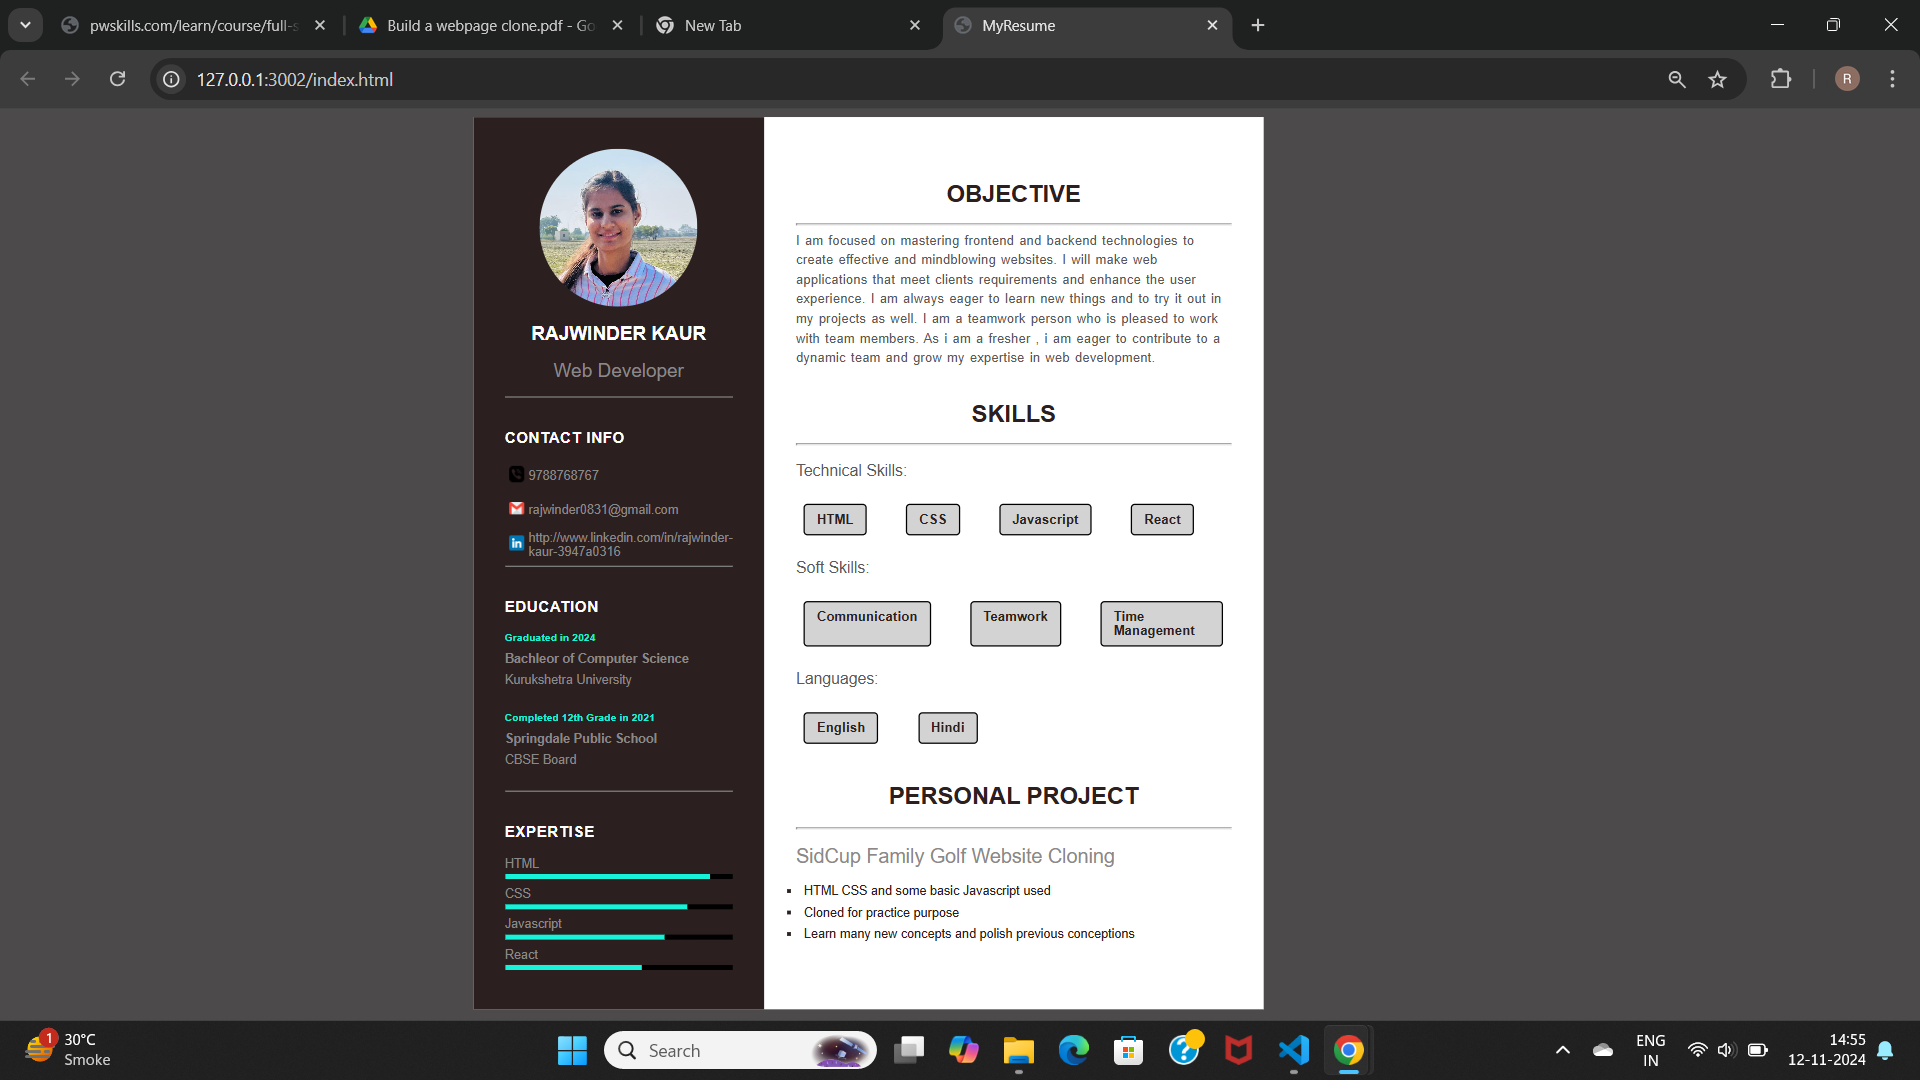 pwskills.com/learn/course/full-s
Build a webpage clone.pdf - Go
New Tab
MyResume
127.0.0.1:3002/index.html
R
RAJWINDER KAUR
Web Developer
CONTACT INFO
9788768767
rajwinder0831@gmail.com
http://www.linkedin.com/in/rajwinder-
kaur-3947a0316
EDUCATION
Graduated in 2024
Bachleor of Computer Science
Kurukshetra University
Completed 12th Grade in 2021
Springdale Public School
CBSE Board
EXPERTISE
HTML
CSS
Javascript
React
OBJECTIVE
I am focused on mastering frontend and backend technologies to
create effective and mindblowing websites. I will make web
applications that meet clients requirements and enhance the user
experience. I am always eager to learn new things and to try it out in
my projects as well. I am a teamwork person who is pleased to work
with team members. As i am a fresher , i am eager to contribute to a
dynamic team and grow my expertise in web development.
SKILLS
Technical Skills:
HTML CSS Javascript React
Soft Skills:
Communication Teamwork Time
Management
Languages:
English Hindi
PERSONAL PROJECT
SidCup Family Golf Website Cloning
▪ HTML CSS and some basic Javascript used
▪ Cloned for practice purpose
▪ Learn many new concepts and polish previous conceptions
1
30°C
Smoke
Search
ENG
IN
14:55
12-11-2024